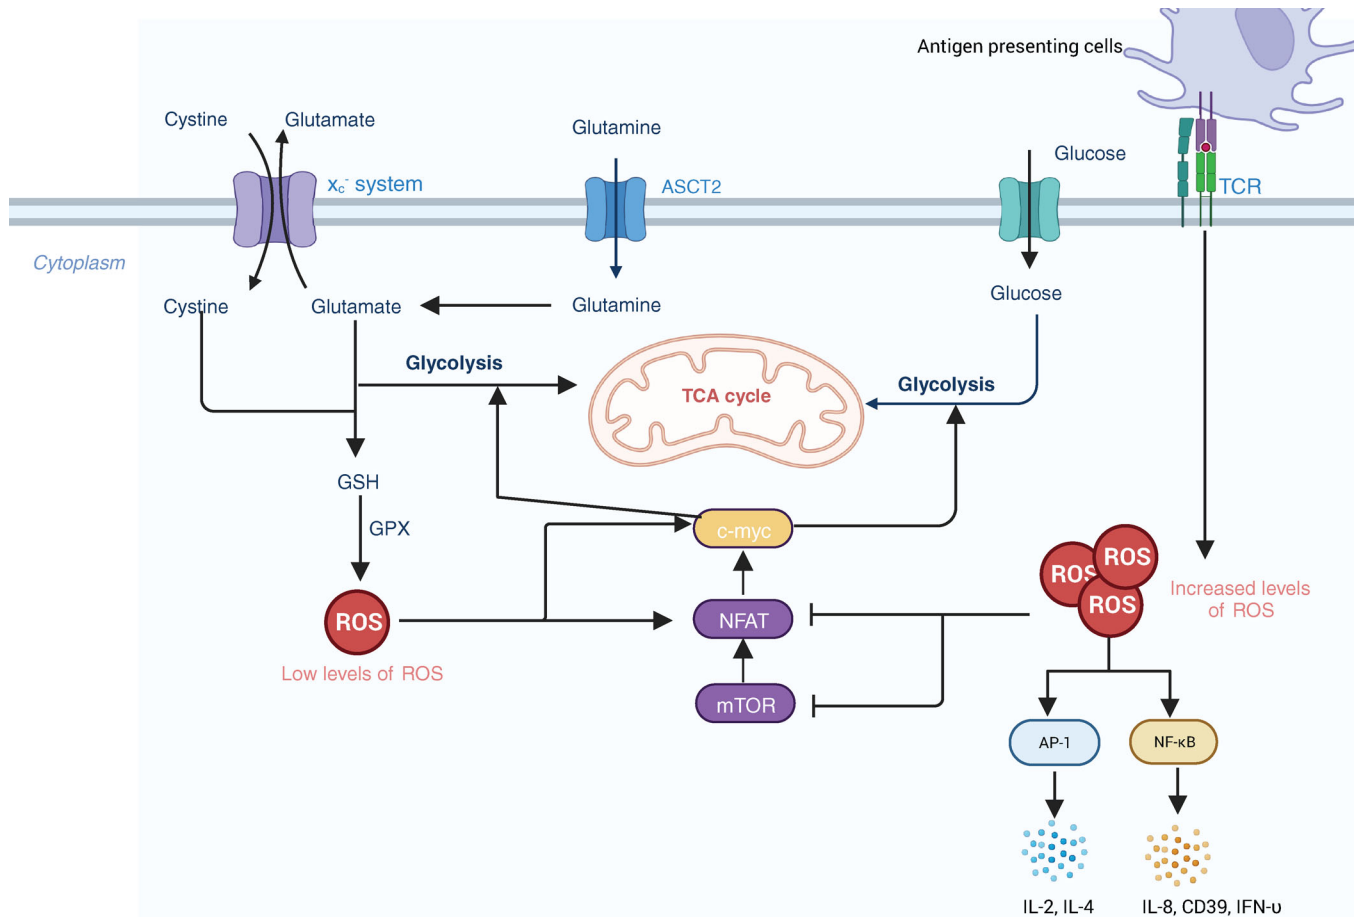 Antigen presenting cells
Cystine
Glutamate
Glutamine
Glucose
x꜀⁻ system
ASCT2
TCR
Cytoplasm
Cystine
Glutamate
Glutamine
Glucose
Glycolysis
TCA cycle
Glycolysis
GSH
GPX
c-myc
ROS
ROS
ROS
Increased levels
of ROS
ROS
NFAT
Low levels of ROS
mTOR
AP-1
NF-κB
IL-2, IL-4
IL-8, CD39, IFN-υ